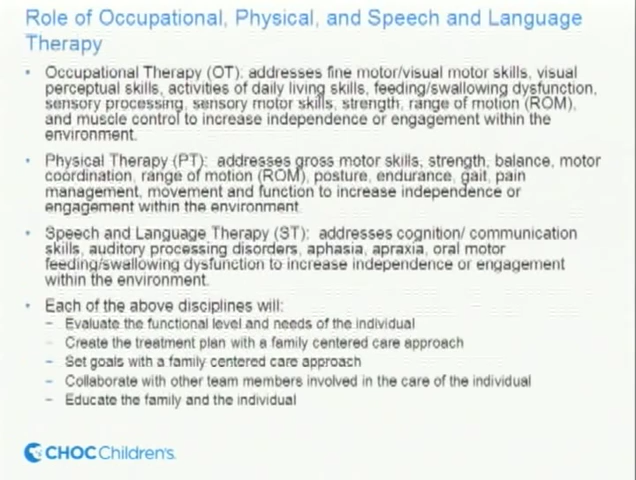 Role of Occupational, Physical, and Speech and Language
Therapy
• Occupational Therapy (OT): addresses fine motor/visual motor skills, visual
perceptual skills, activities of daily living skills, feeding/swallowing dysfunction,
sensory processing, sensory motor skills, strength, range of motion (ROM),
and muscle control to increase independence or engagement within the
environment.
• Physical Therapy (PT): addresses gross motor skills, strength, balance, motor
coordination, range of motion (ROM), posture, endurance, gait, pain
management, movement and function to increase independence or
engagement within the environment
• Speech and Language Therapy (ST): addresses cognition/ communication
skills, auditory processing disorders, aphasia, apraxia, oral motor
feeding/swallowing dysfunction to increase independence or engagement
within the environment.
• Each of the above disciplines will:
– Evaluate the functional level and needs of the individual
– Create the treatment plan with a family centered care approach
– Set goals with a family centered care approach
– Collaborate with other team members involved in the care of the individual
– Educate the family and the individual
CHOC Children's.